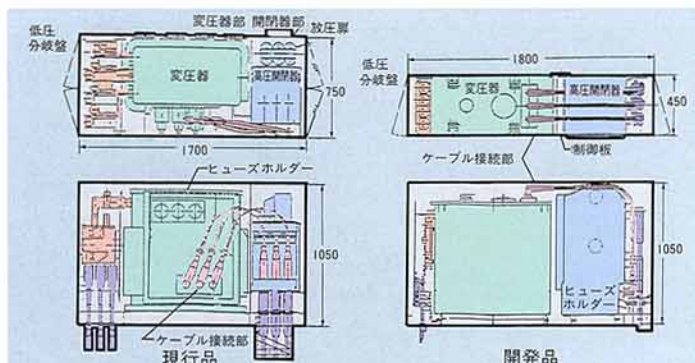 変圧器部 開閉器部
放圧扉
低圧
分岐盤
変圧器
高圧開閉器
750
1700
低圧
分岐盤
1800
変圧器
高圧開閉器
450
制御板
ケーブル接続部
ヒューズホルダー
1050
ケーブル接続部
現行品
1050
ヒューズ
ホルダー
開発品